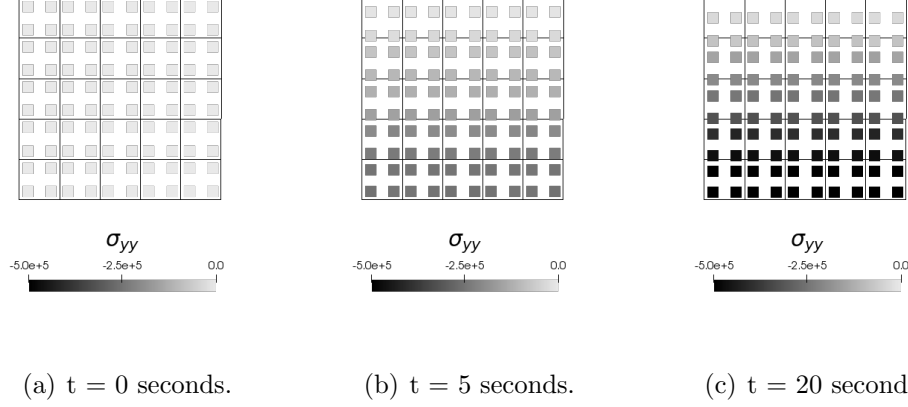 σyy
-5.0e+5 -2.5e+5 0.0
(a) t = 0 seconds.
σyy
-5.0e+5 -2.5e+5 0.0
(b) t = 5 seconds.
σyy
-5.0e+5 -2.5e+5 0.0
(c) t = 20 second